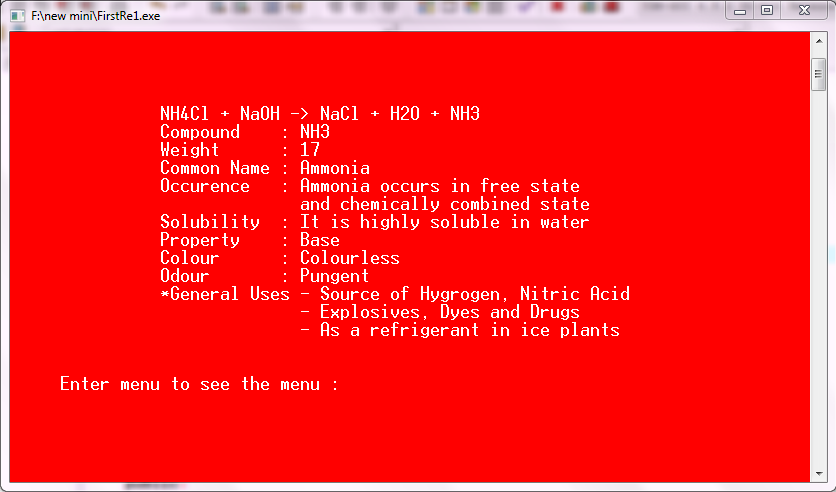 F:\new mini\FirstRe1.exe
NH4Cl + NaOH -> NaCl + H2O + NH3
Compound : NH3
Weight : 17
Common Name : Ammonia
Occurence : Ammonia occurs in free state
and chemically combined state
Solubility : It is highly soluble in water
Property : Base
Colour : Colourless
Odour : Pungent
*General Uses - Source of Hygrogen, Nitric Acid
- Explosives, Dyes and Drugs
- As a refrigerant in ice plants
Enter menu to see the menu :